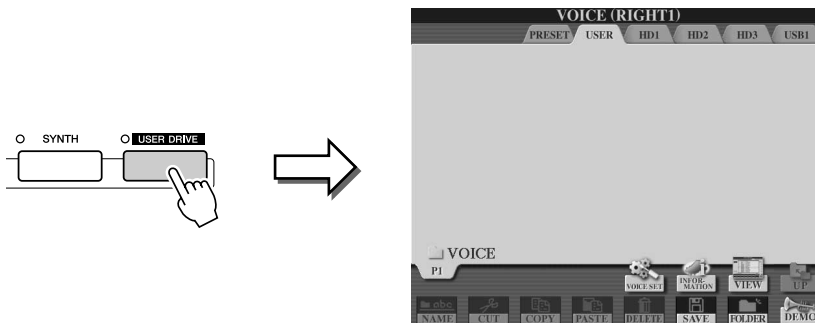 SYNTH
USER DRIVE
VOICE (RIGHT1)
PRESET USER HD1 HD2 HD3 USB1
VOICE
P1
VOICE SET INFOR-MATION VIEW UP
abc
NAME CUT COPY PASTE DELETE SAVE FOLDER DEMO